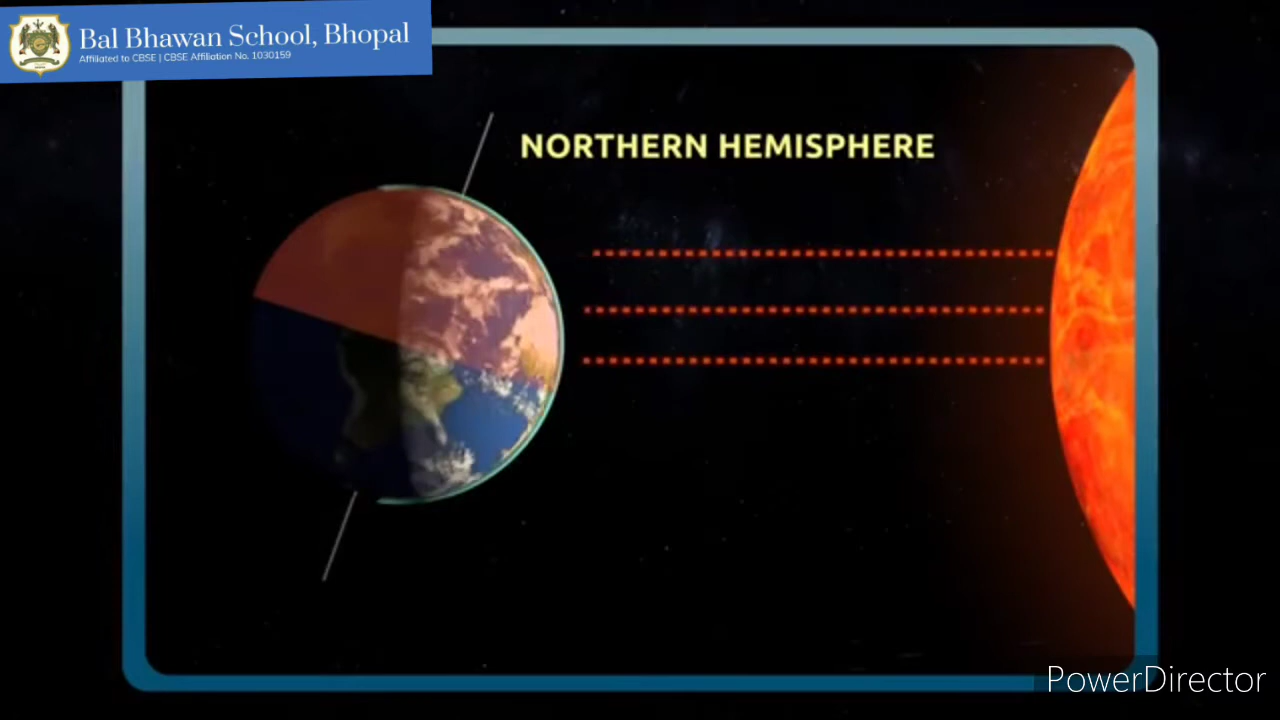 Bal Bhawan School, Bhopal
Affiliated to CBSE | CBSE Affiliation No. 1030159
NORTHERN HEMISPHERE
PowerDirector